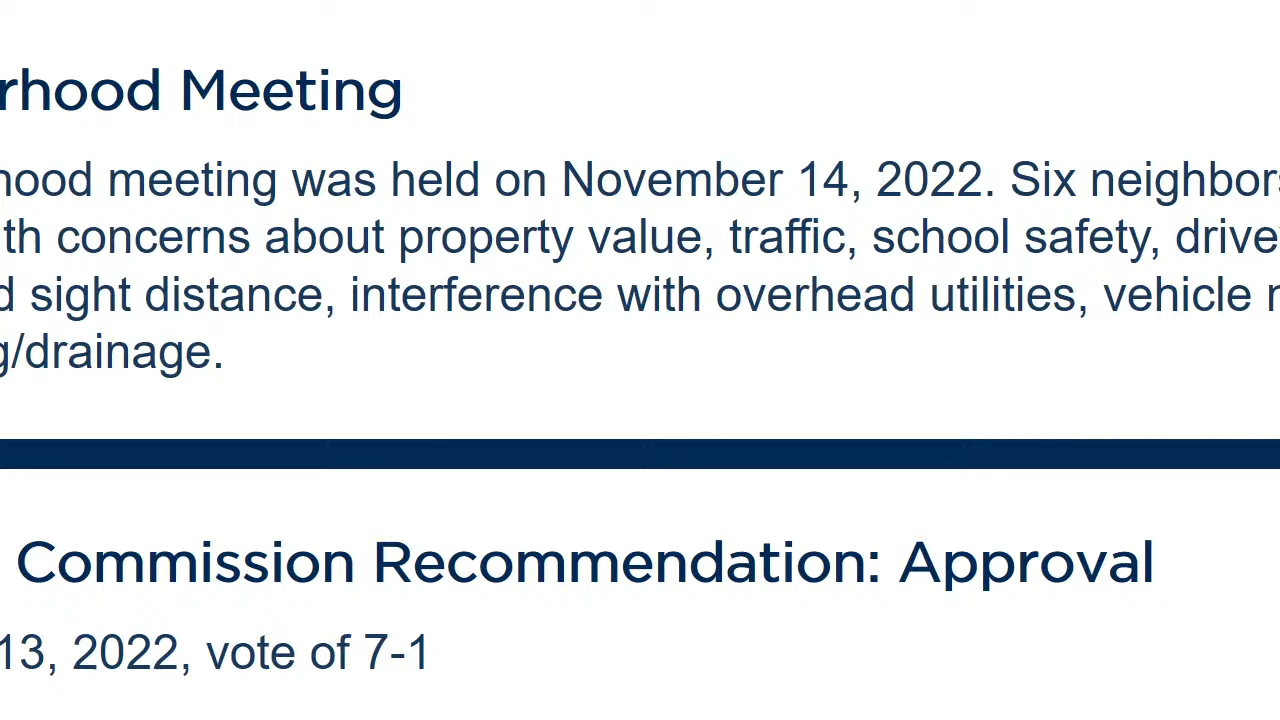 rhood Meeting
hood meeting was held on November 14, 2022. Six neighbors
th concerns about property value, traffic, school safety, drive
d sight distance, interference with overhead utilities, vehicle
g/drainage.
Commission Recommendation: Approval
13, 2022, vote of 7-1